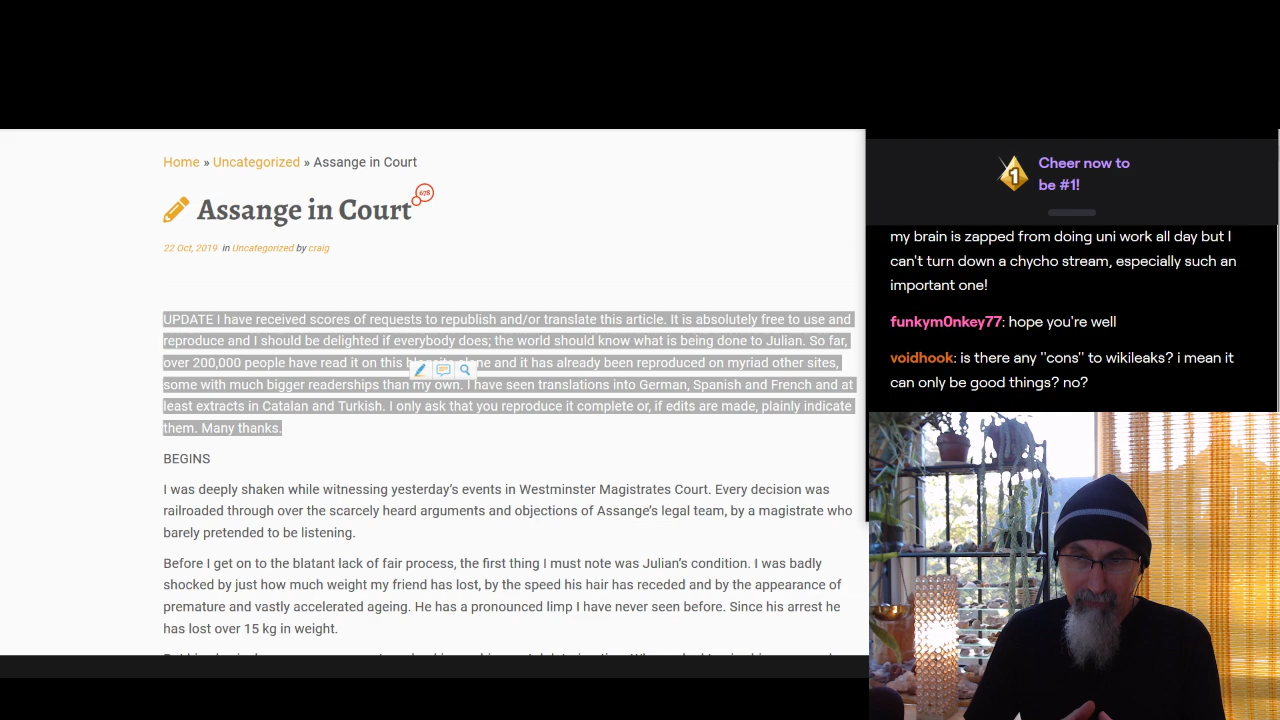 Home » Uncategorized » Assange in Court
Assange in Court
678
22 Oct, 2019 in Uncategorized by craig
UPDATE I have received scores of requests to republish and/or translate this article. It is absolutely free to use and
reproduce and I should be delighted if everybody does; the world should know what is being done to Julian. So far,
over 200,000 people have read it on this alone and it has already been reproduced on myriad other sites,
some with much bigger readerships than my own. I have seen translations into German, Spanish and French and at
least extracts in Catalan and Turkish. I only ask that you reproduce it complete or, if edits are made, plainly indicate
them. Many thanks.
BEGINS
I was deeply shaken while witnessing yesterday's events in Westminster Magistrates Court. Every decision was
railroaded through over the scarcely heard arguments and objections of Assange's legal team, by a magistrate who
barely pretended to be listening.
Before I get on to the blatant lack of fair process, the first thing I must note was Julian's condition. I was badly
shocked by just how much weight my friend has lost, by the speed his hair has receded and by the appearance of
premature and vastly accelerated ageing. He has a pronounced limp I have never seen before. Since his arrest he
has lost over 15 kg in weight.
1
Cheer now to
be #1!
my brain is zapped from doing uni work all day but I
can't turn down a chycho stream, especially such an
important one!
funkym0nkey77: hope you're well
voidhook: is there any "cons" to wikileaks? i mean it
can only be good things? no?